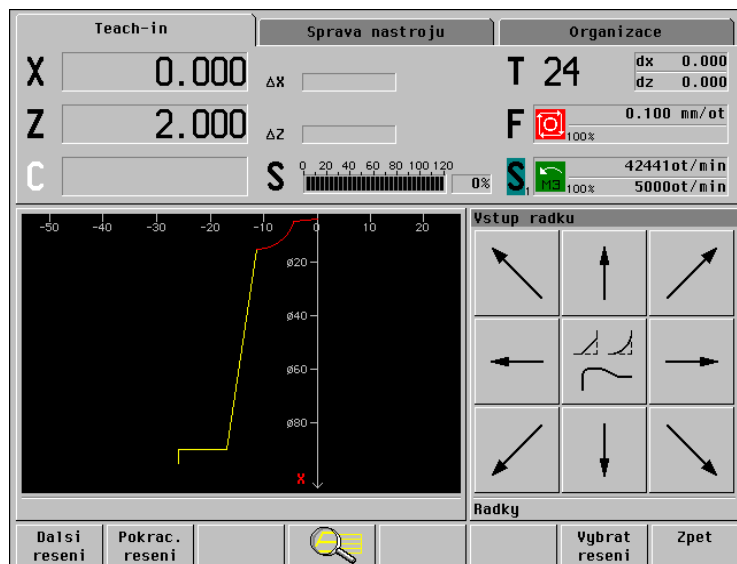 Teach-in Sprava nastroju Organizace
X 0.000 ΔX T 24 dx 0.000
dz 0.000
Z 2.000 ΔZ F 100% 0.100 mm/ot
C S 0 20 40 60 80 100 120 0% S1 M3 100% 42441ot/min
5000ot/min
-50 -40 -30 -20 -10 0 10 20
ø20
ø40
ø60
ø80
X
Vstup radku
Radky
Dalsi reseni
Pokrac. reseni
Vybrat reseni
Zpet